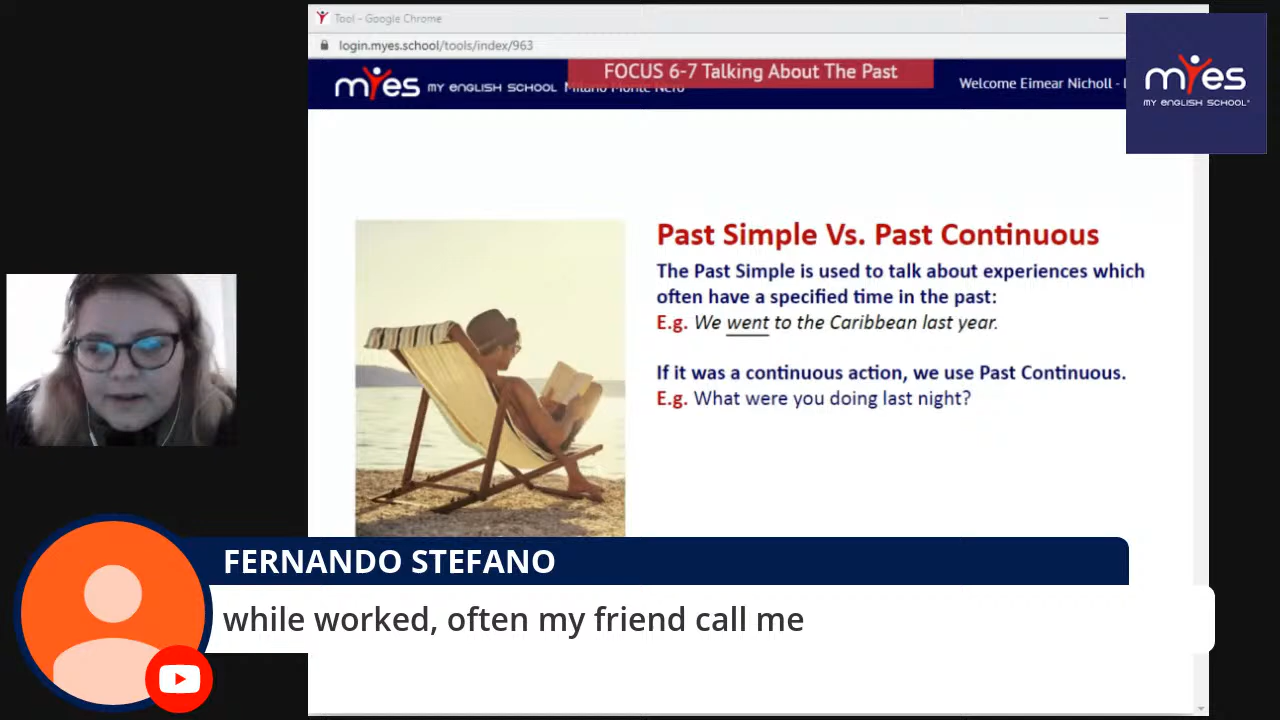 Tool - Google Chrome
login.myes.school/tools/index/963
FOCUS 6-7 Talking About The Past
myes MY ENGLISH SCHOOL Milano Monte Nero
Welcome Eimear Nicholl -
myes
MY ENGLISH SCHOOL
Past Simple Vs. Past Continuous
The Past Simple is used to talk about experiences which
often have a specified time in the past:
E.g. We went to the Caribbean last year.
If it was a continuous action, we use Past Continuous.
E.g. What were you doing last night?
FERNANDO STEFANO
while worked, often my friend call me